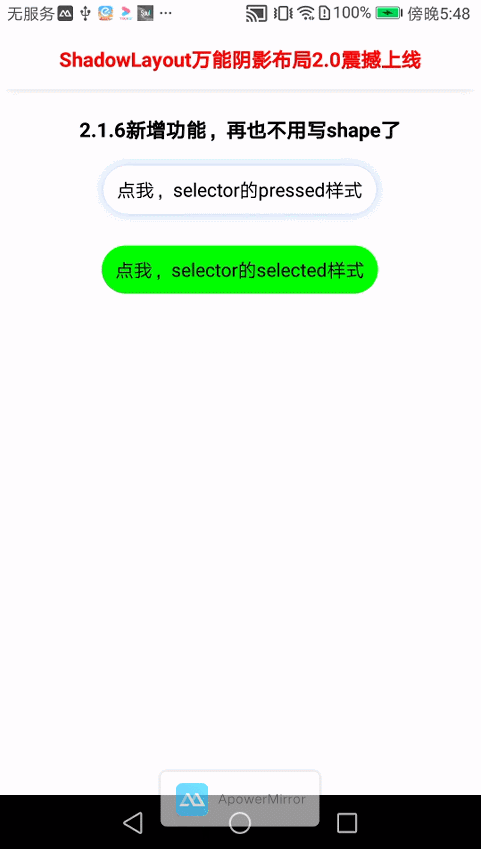 无服务 100% 傍晚5:48
ShadowLayout万能阴影布局2.0震撼上线
2.1.6新增功能，再也不用写shape了
点我，selector的pressed样式
点我，selector的selected样式
ApowerMirror